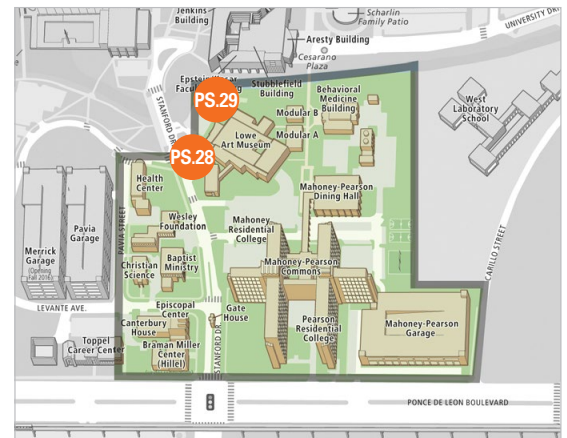 Jenkins
Building
Scharlin
Family Patio
UNIVERSITY DR
Aresty Building
Cesarano
Plaza
Stubblefield
Building
PS.29
STANFORD DR
Behavioral
Medicine
Building
Modular B
Modular A
West
Laboratory
School
Lowe
Art Museum
PS.28
Health
Center
Mahoney-Pearson
Dining Hall
PAVIA STREET
Wesley
Foundation
Mahoney
Residential
College
Merrick
Garage
(Opening
Fall 2016)
Pavia
Garage
Christian
Science
Baptist
Ministry
Mahoney-Pearson
Commons
CARILLO STREET
LEVANTE AVE.
Episcopal
Center
Canterbury
House
Gate
House
Pearson
Residential
College
Mahoney-Pearson
Garage
Toppel
Career Center
Braman Miller
Center
(Hillel)
STANFORD DR.
PONCE DE LEON BOULEVARD